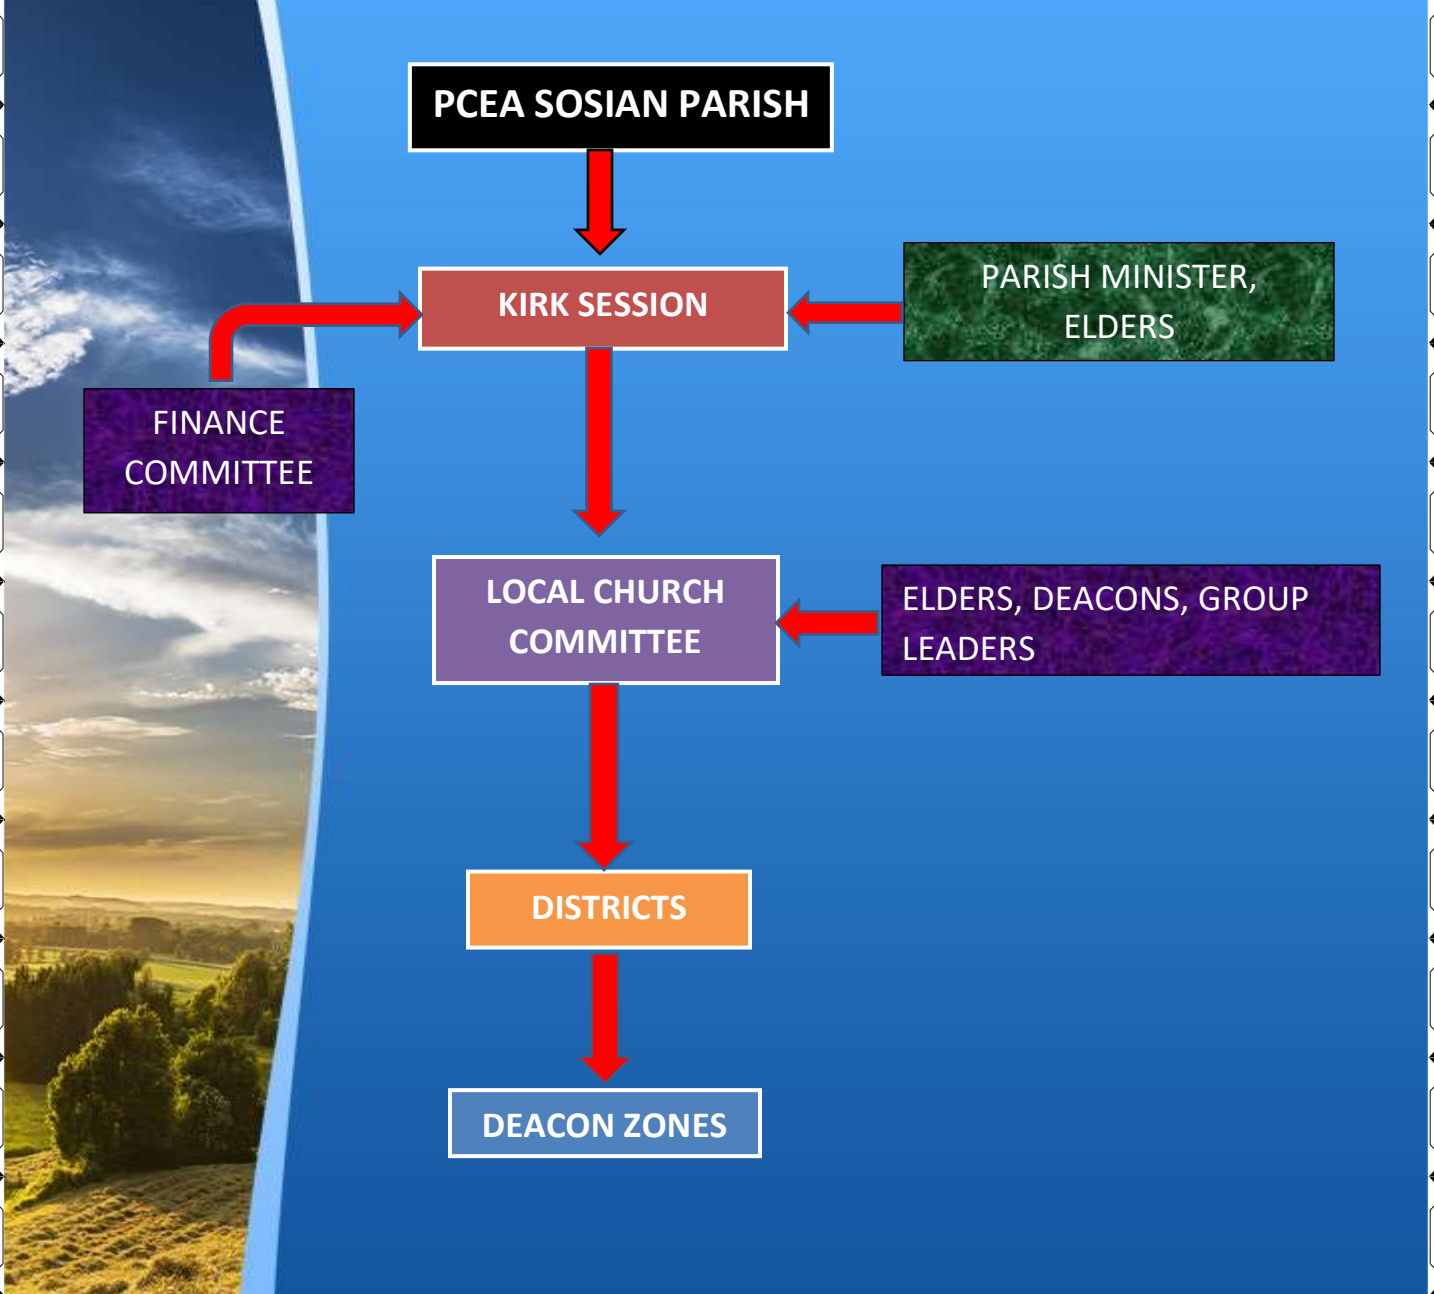 PCEA SOSIAN PARISH
KIRK SESSION
PARISH MINISTER,
ELDERS
FINANCE
COMMITTEE
LOCAL CHURCH
COMMITTEE
ELDERS, DEACONS, GROUP
LEADERS
DISTRICTS
DEACON ZONES